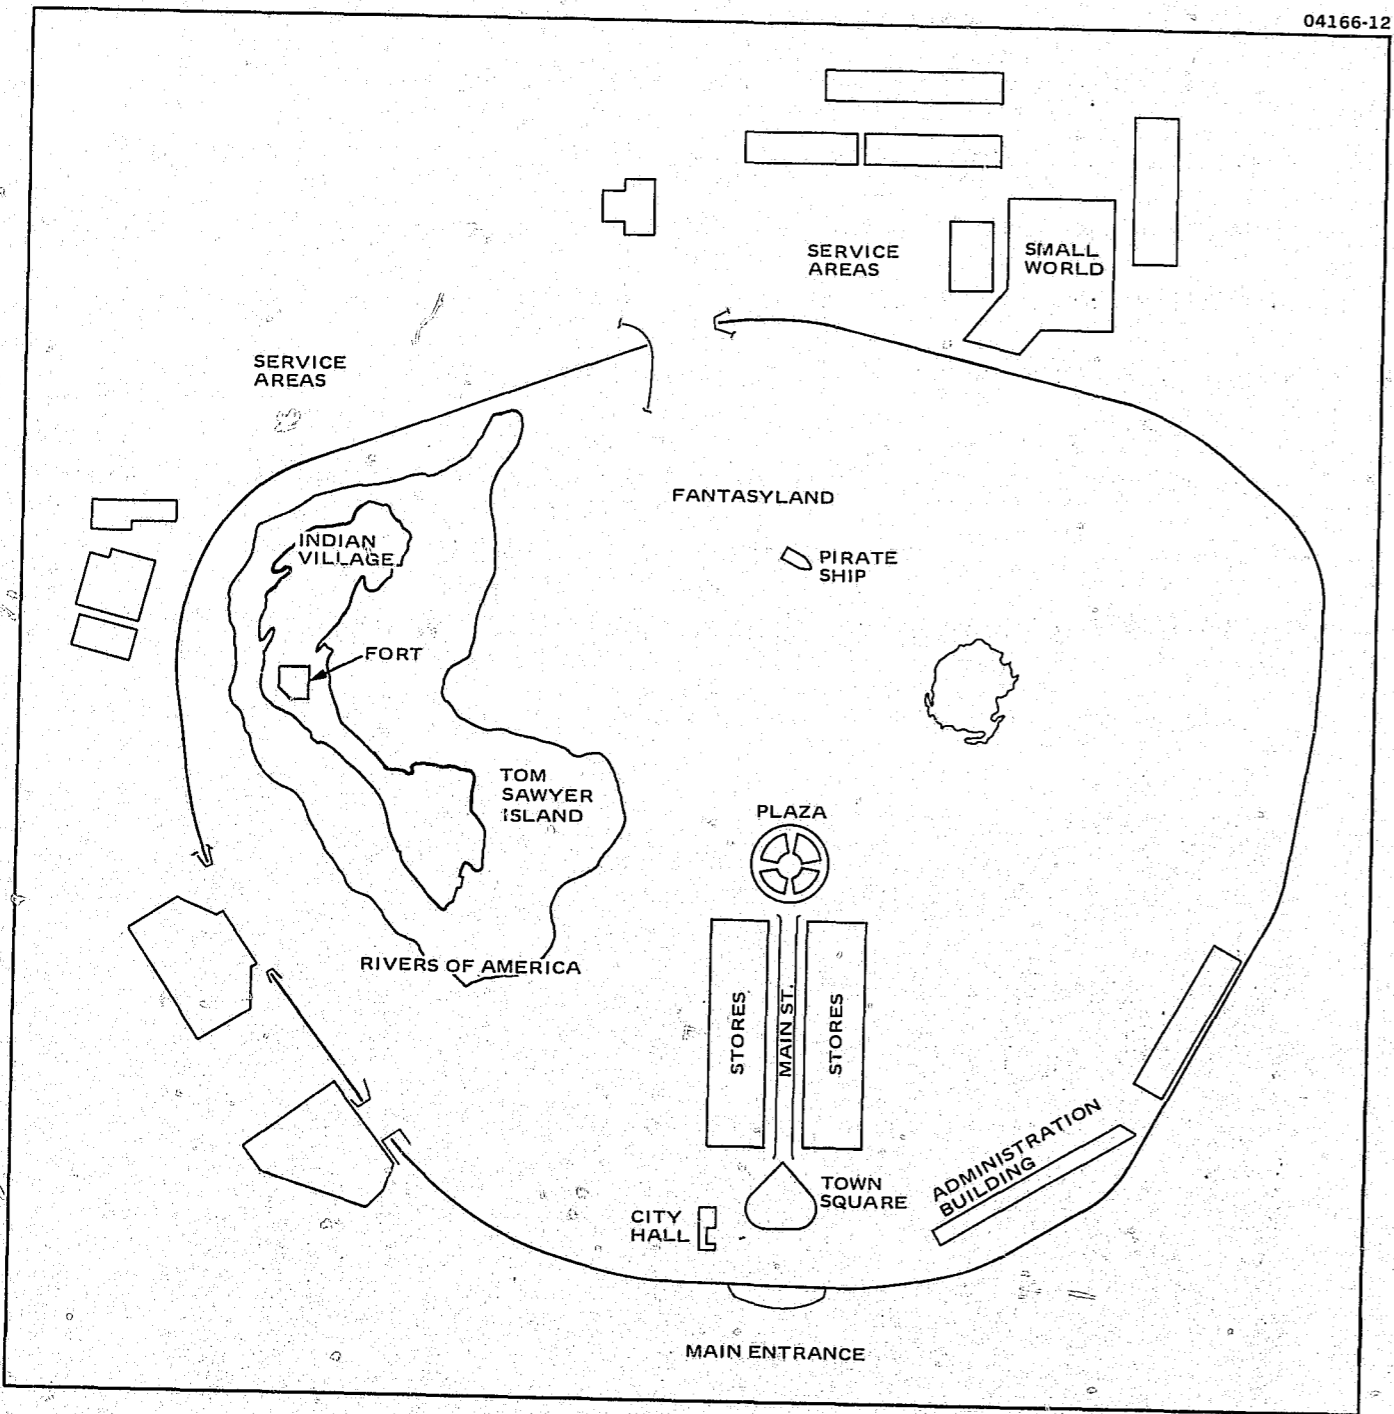 04166-12
SERVICE
AREAS
SMALL
WORLD
SERVICE
AREAS
FANTASYLAND
INDIAN
VILLAGE
PIRATE
SHIP
FORT
TOM
SAWYER
ISLAND
PLAZA
RIVERS OF AMERICA
STORES
MAIN ST.
STORES
ADMINISTRATION
BUILDING
TOWN
SQUARE
CITY
HALL
MAIN ENTRANCE